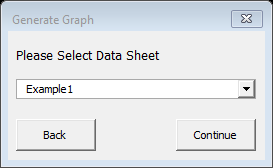 Generate Graph
Please Select Data Sheet
Example1
Back
Continue